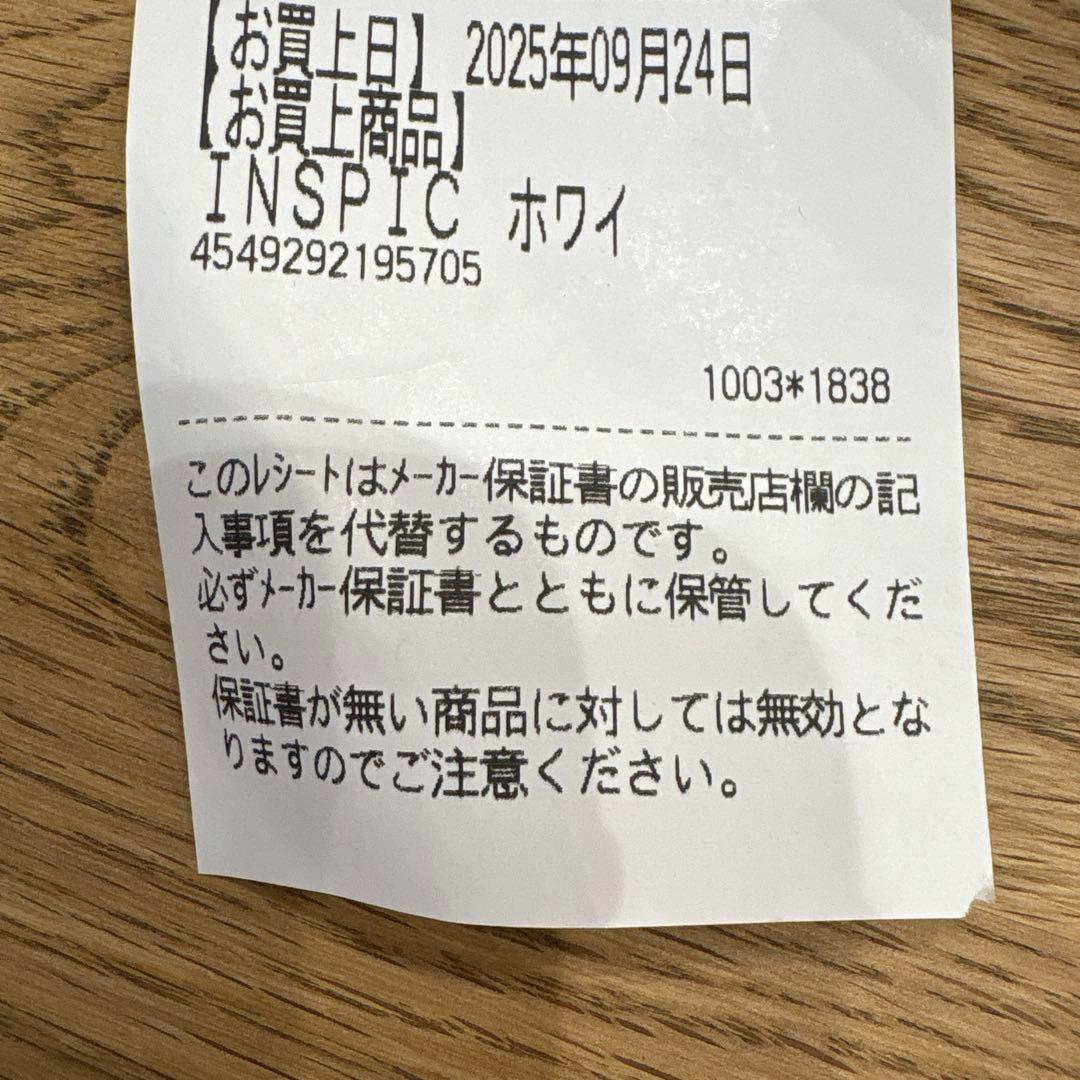 【お買上日】 2025年09月24日
【お買上商品】
INSPIC ホワイ
4549292195705
1003*1838
このレシートはメーカー保証書の販売店欄の記
入事項を代替するものです。
必ずメーカー保証書とともに保管してくだ
さい。
保証書が無い商品に対しては無効とな
りますのでご注意ください。